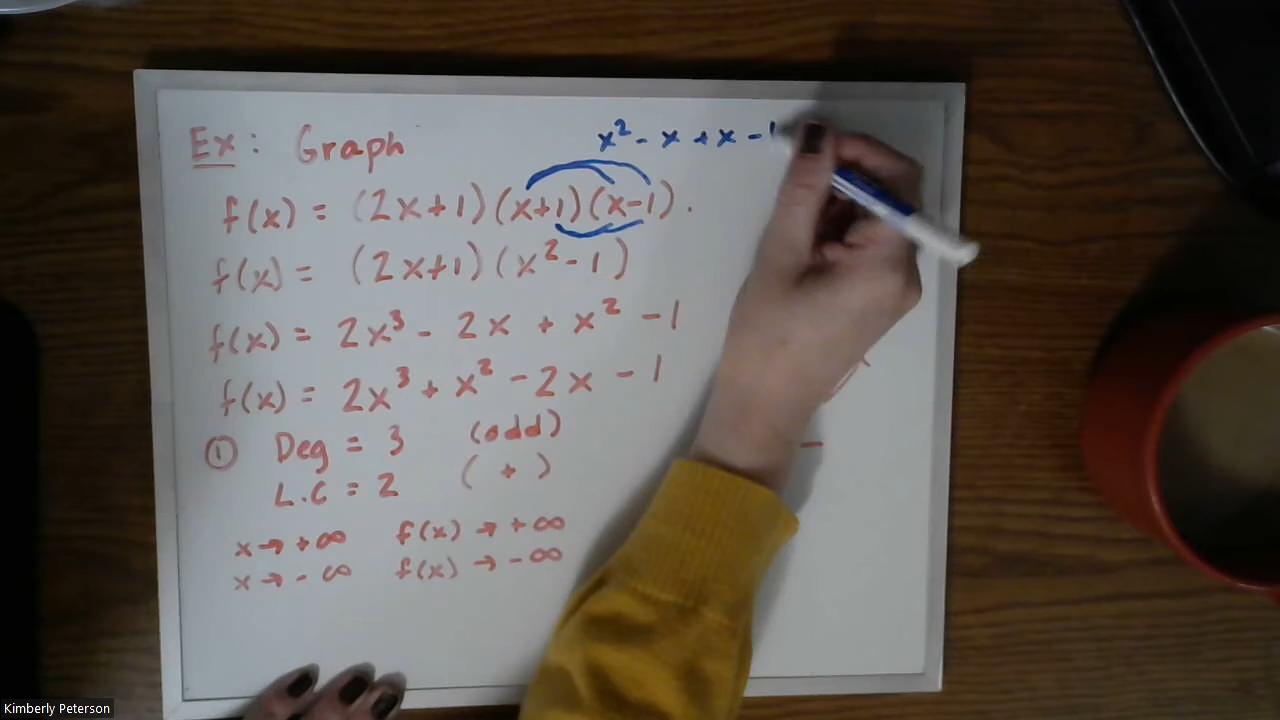 Ex: Graph
x² - x + x - 1
f(x) = (2x+1)(x+1)(x-1).
f(x) = (2x+1)(x²-1)
f(x) = 2x³ - 2x + x² - 1
f(x) = 2x³ + x² - 2x - 1
① Deg = 3 (odd)
L.C = 2 (+)
x → +∞ f(x) → +∞
x → -∞ f(x) → -∞
Kimberly Peterson